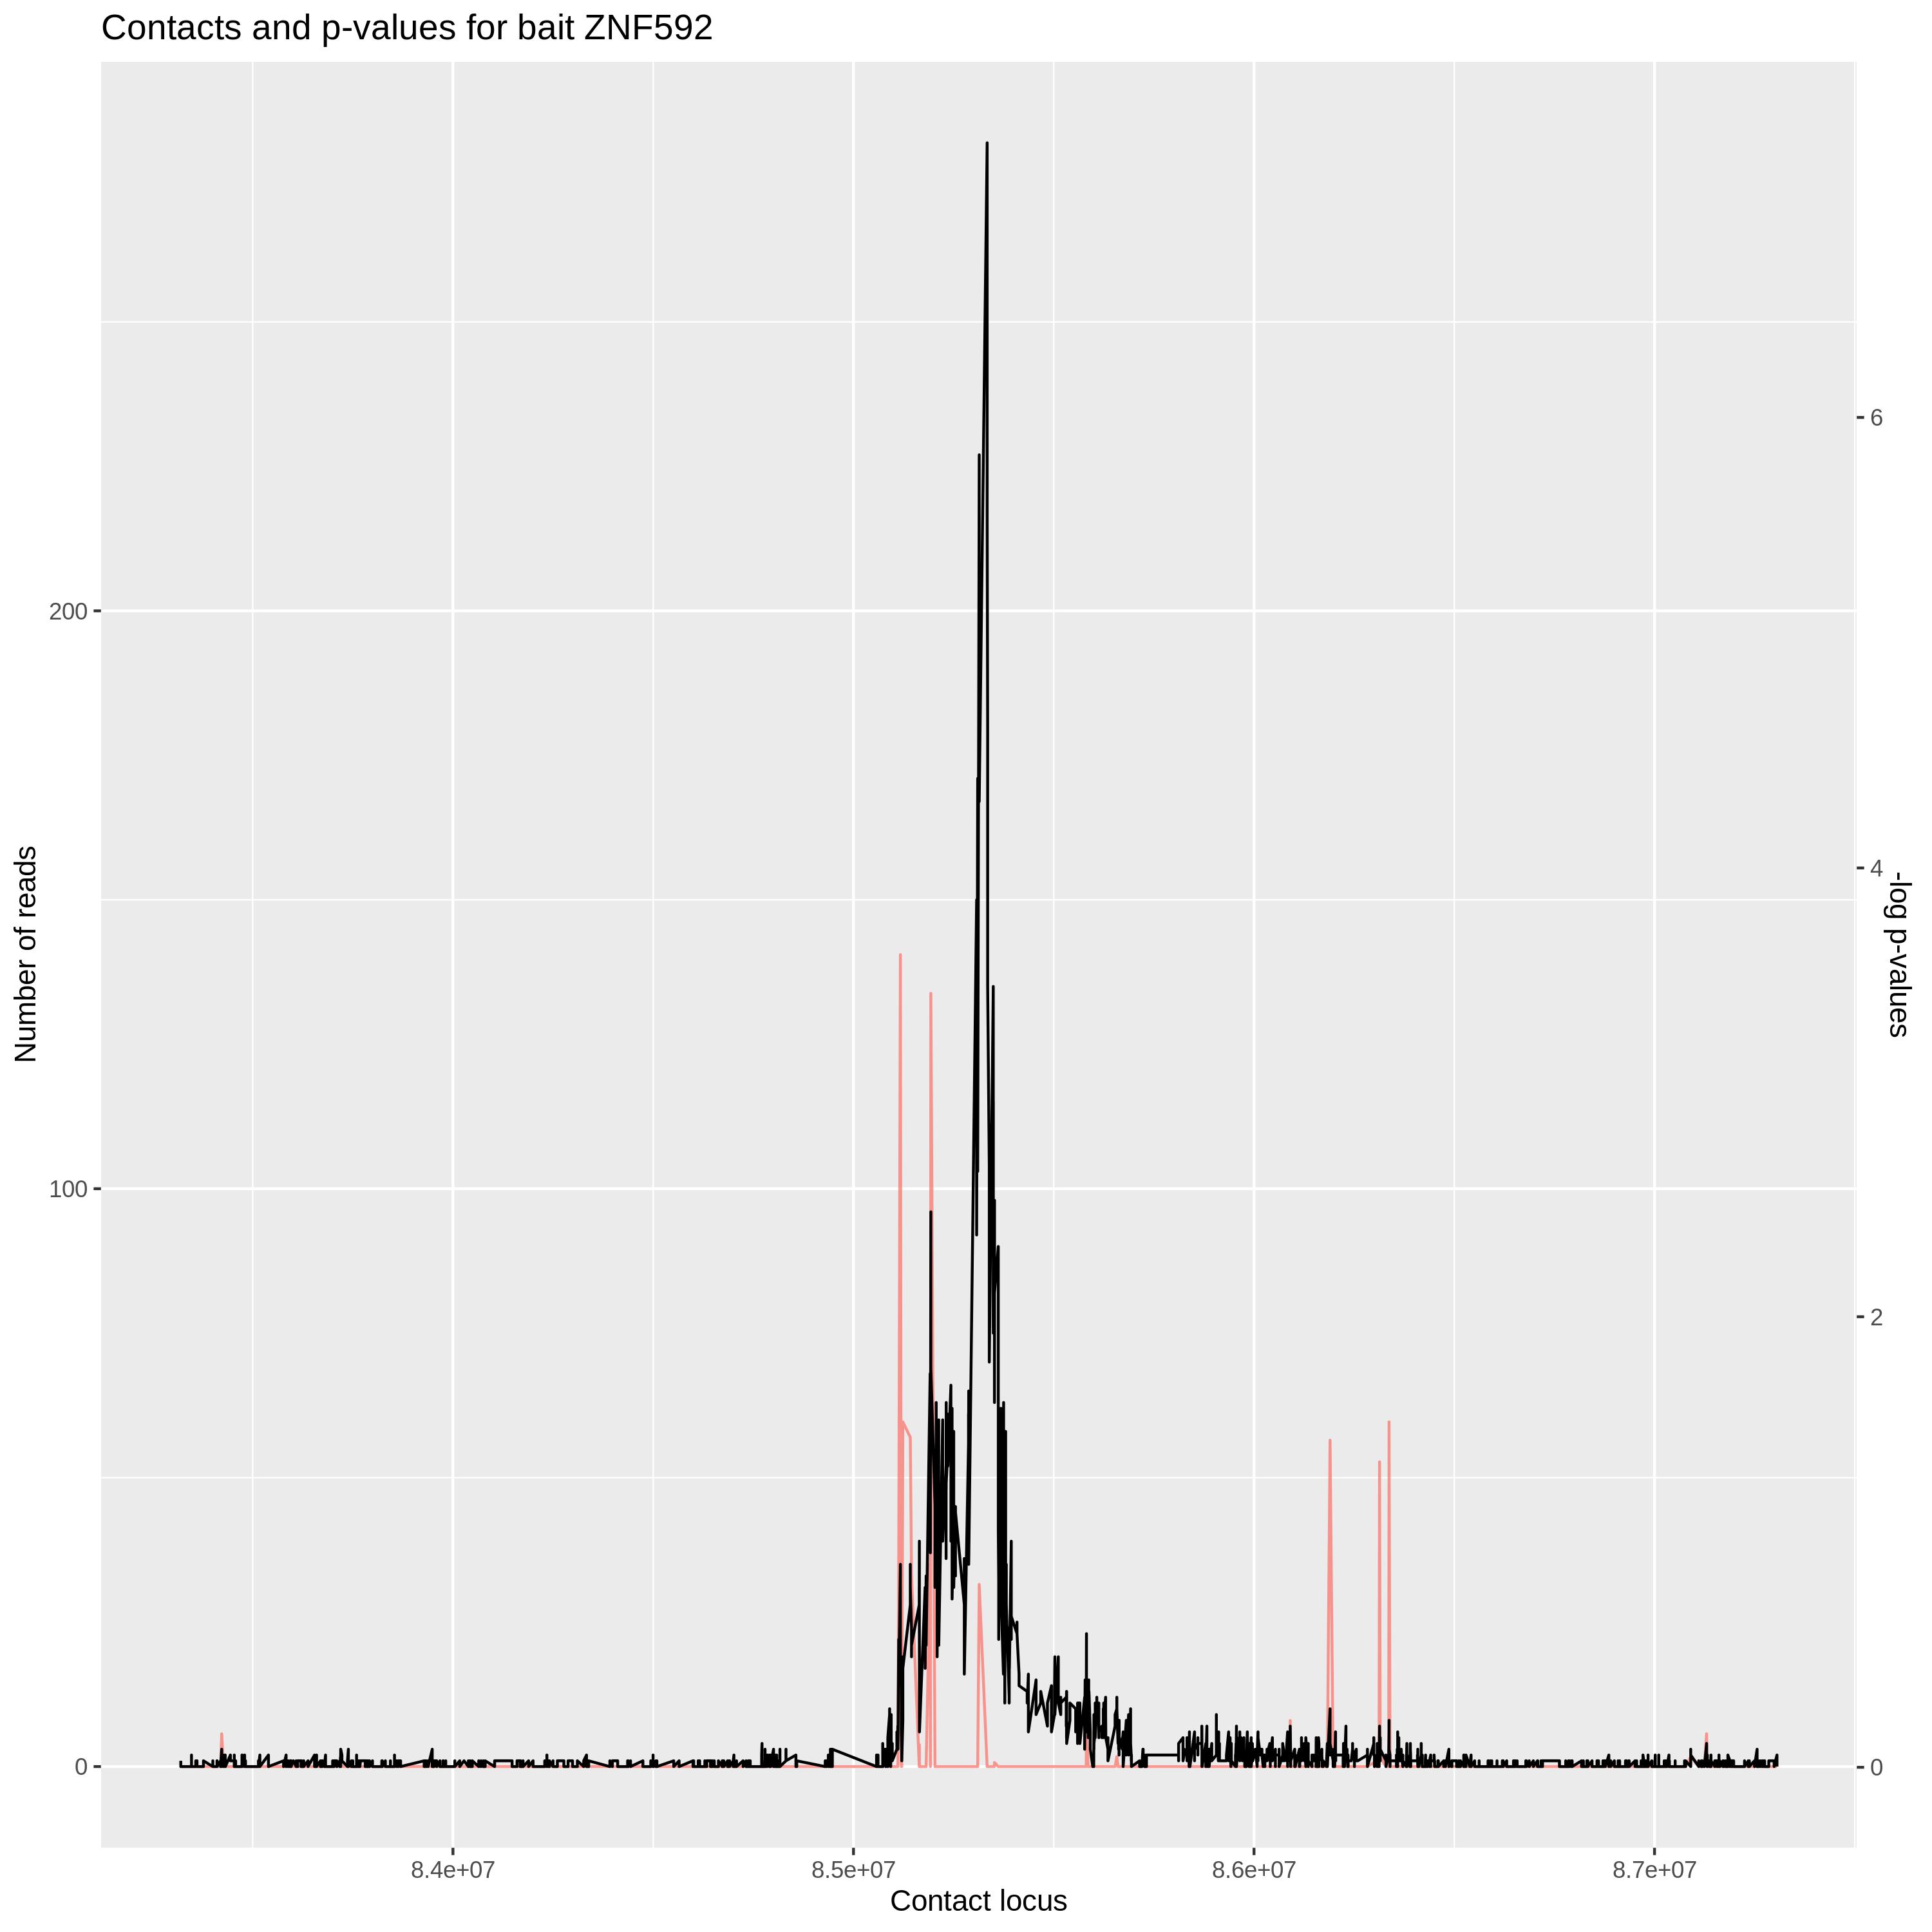 Contacts and p-values for bait ZNF592
Number of reads
200
100
0
6
4
2
0
-log p-values
8.4e+07
8.5e+07
8.6e+07
8.7e+07
Contact locus